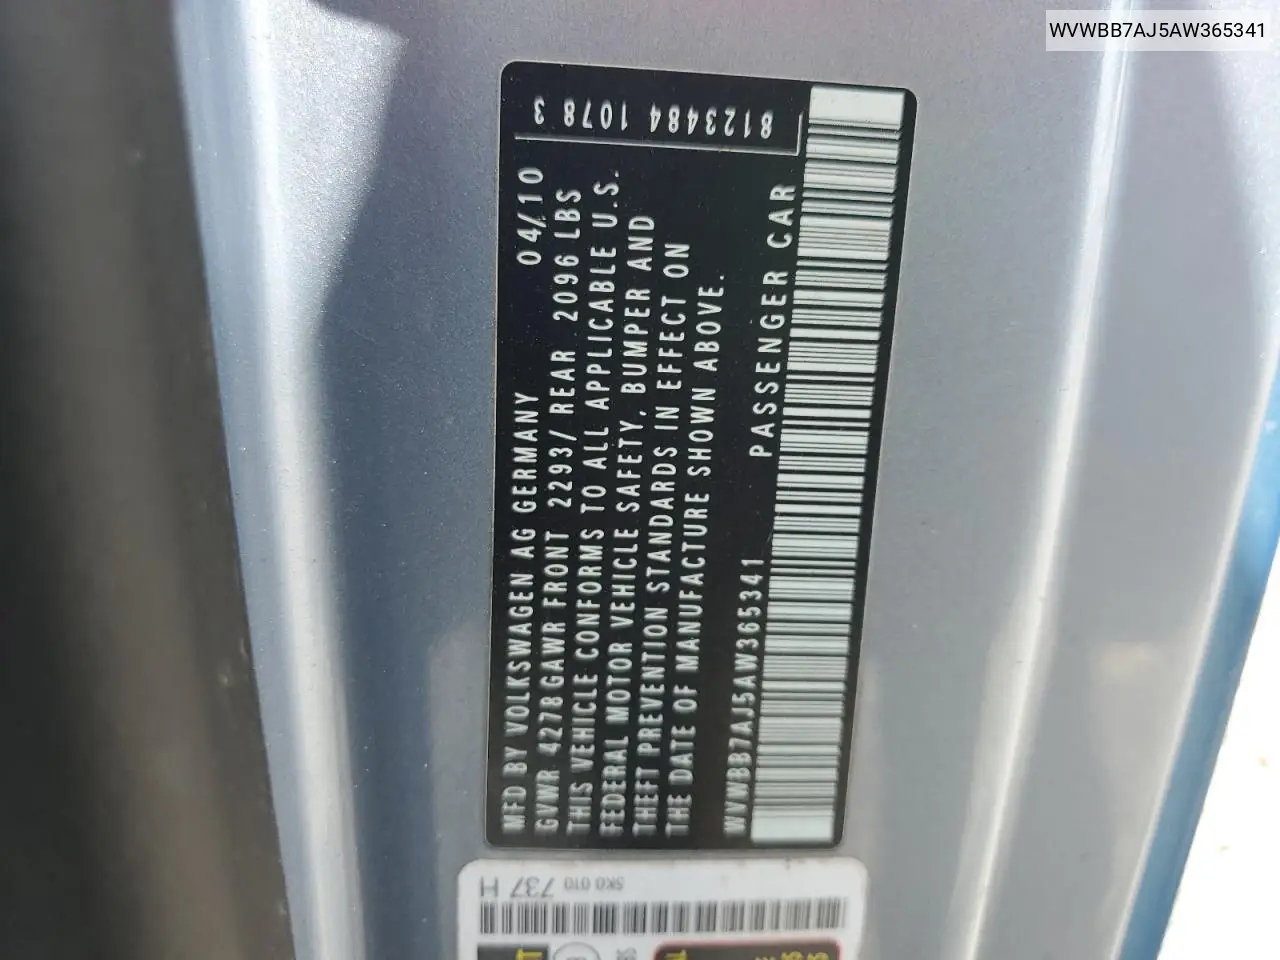 WVWBB7AJ5AW365341
MFD BY VOLKSWAGEN AG GERMANY 04/10
GVWR 4278 GAWR FRONT 2293/ REAR 2096 LBS
THIS VEHICLE CONFORMS TO ALL APPLICABLE U.S.
FEDERAL MOTOR VEHICLE SAFETY, BUMPER AND
THEFT PREVENTION STANDARDS IN EFFECT ON
THE DATE OF MANUFACTURE SHOWN ABOVE.
WVWBB7AJ5AW365341 PASSENGER CAR
8123484 1078 3
5K0 010 737 H